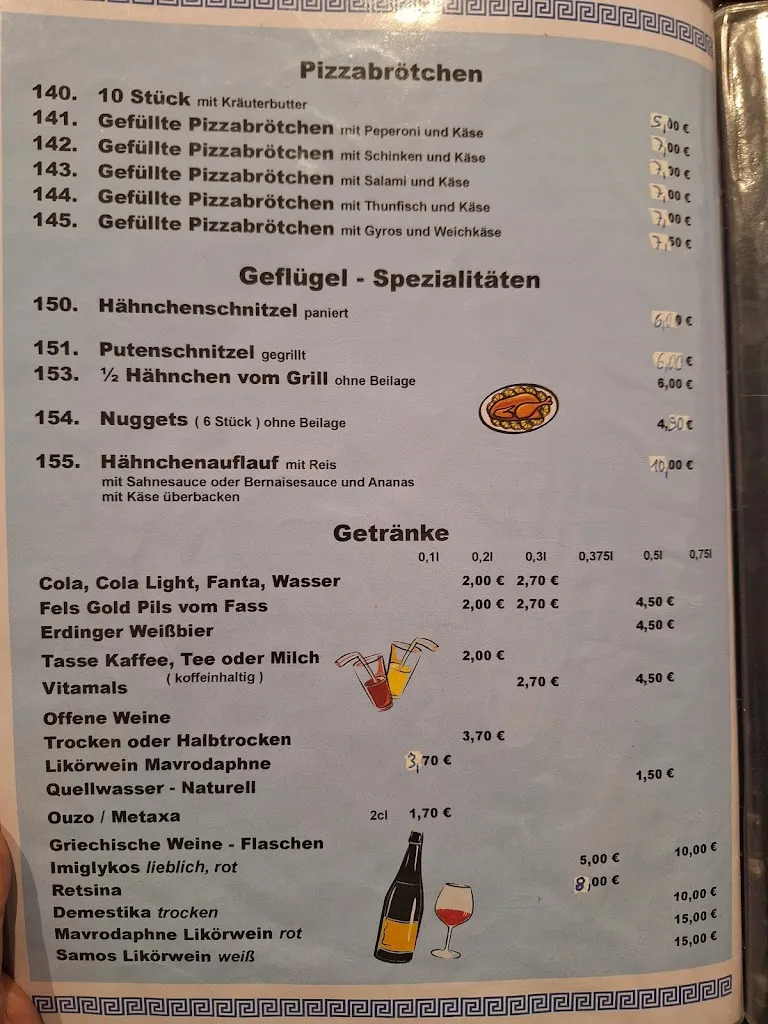 Pizzabrötchen
140. 10 Stück mit Kräuterbutter 5,00 €
141. Gefüllte Pizzabrötchen mit Peperoni und Käse 7,00 €
142. Gefüllte Pizzabrötchen mit Schinken und Käse 7,00 €
143. Gefüllte Pizzabrötchen mit Salami und Käse 7,00 €
144. Gefüllte Pizzabrötchen mit Thunfisch und Käse 7,00 €
145. Gefüllte Pizzabrötchen mit Gyros und Weichkäse 7,50 €
Geflügel - Spezialitäten
150. Hähnchenschnitzel paniert 6,00 €
151. Putenschnitzel gegrillt 6,00 €
153. ½ Hähnchen vom Grill ohne Beilage 6,00 €
154. Nuggets ( 6 Stück ) ohne Beilage 4,90 €
155. Hähnchenauflauf mit Reis 10,00 €
mit Sahnesauce oder Bernaisesauce und Ananas
mit Käse überbacken
Getränke
0,1l 0,2l 0,3l 0,375l 0,5l 0,75l
Cola, Cola Light, Fanta, Wasser 2,00 € 2,70 €
Fels Gold Pils vom Fass 2,00 € 2,70 € 4,50 €
Erdinger Weißbier 4,50 €
Tasse Kaffee, Tee oder Milch 2,00 €
( koffeinhaltig )
Vitamals 2,70 € 4,50 €
Offene Weine
Trocken oder Halbtrocken 3,70 €
Likörwein Mavrodaphne 3,70 €
Quellwasser - Naturell 1,50 €
Ouzo / Metaxa 2cl 1,70 €
Griechische Weine - Flaschen
Imiglykos lieblich, rot 5,00 € 10,00 €
Retsina 8,00 €
Demestika trocken 10,00 €
Mavrodaphne Likörwein rot 15,00 €
Samos Likörwein weiß 15,00 €